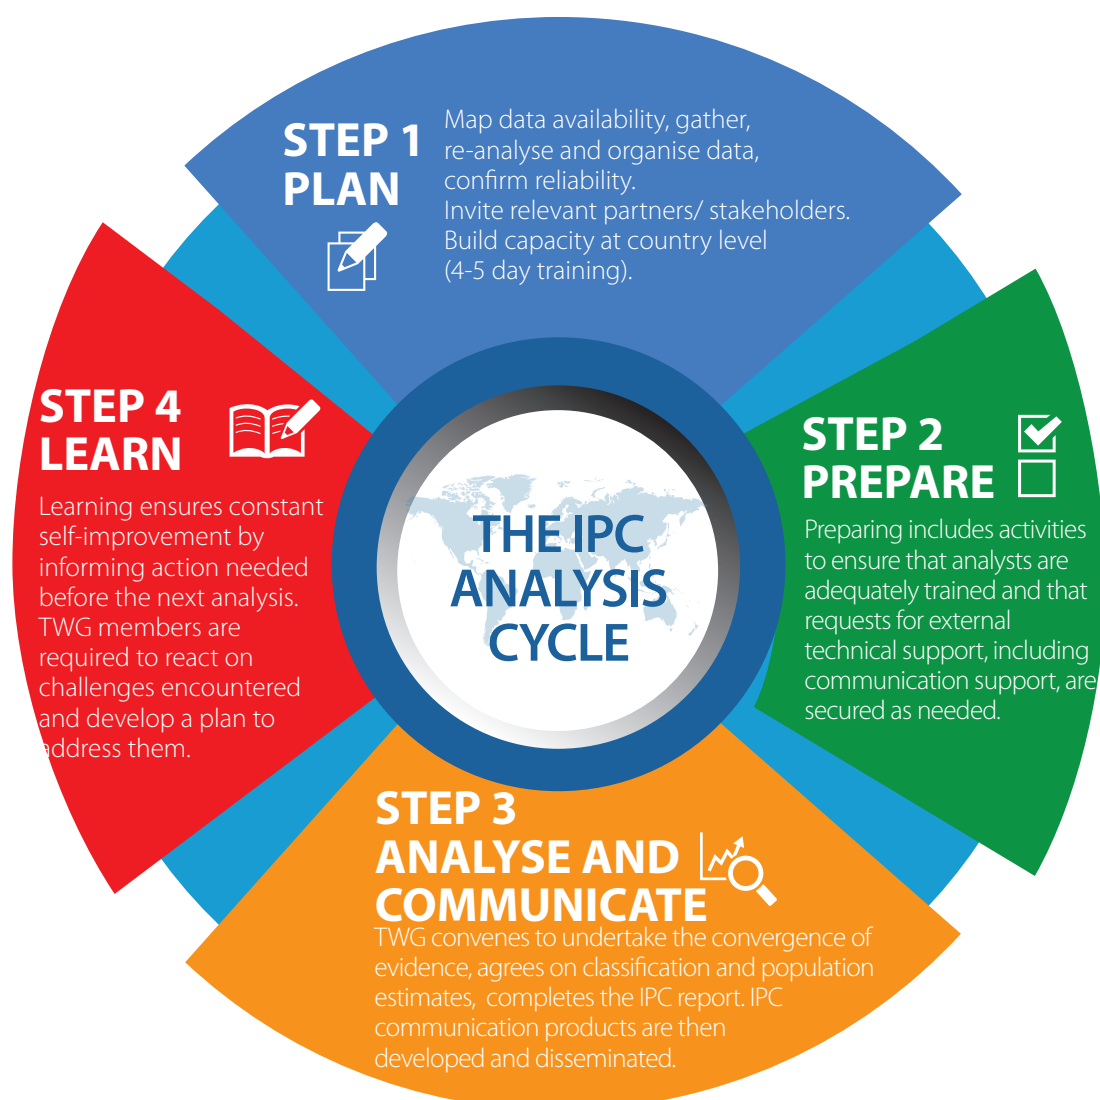 STEP 1
PLAN
Map data availability, gather,
re-analyse and organise data,
confirm reliability.
Invite relevant partners/ stakeholders.
Build capacity at country level
(4-5 day training).
STEP 2
PREPARE
Preparing includes activities
to ensure that analysts are
adequately trained and that
requests for external
technical support, including
communication support, are
secured as needed.
STEP 3
ANALYSE AND
COMMUNICATE
TWG convenes to undertake the convergence of
evidence, agrees on classification and population
estimates,  completes the IPC report. IPC
communication products are then
developed and disseminated.
STEP 4
LEARN
Learning ensures constant
self-improvement by
informing action needed
before the next analysis.
TWG members are
required to react on
challenges encountered
and develop a plan to
address them.
THE IPC
ANALYSIS
CYCLE